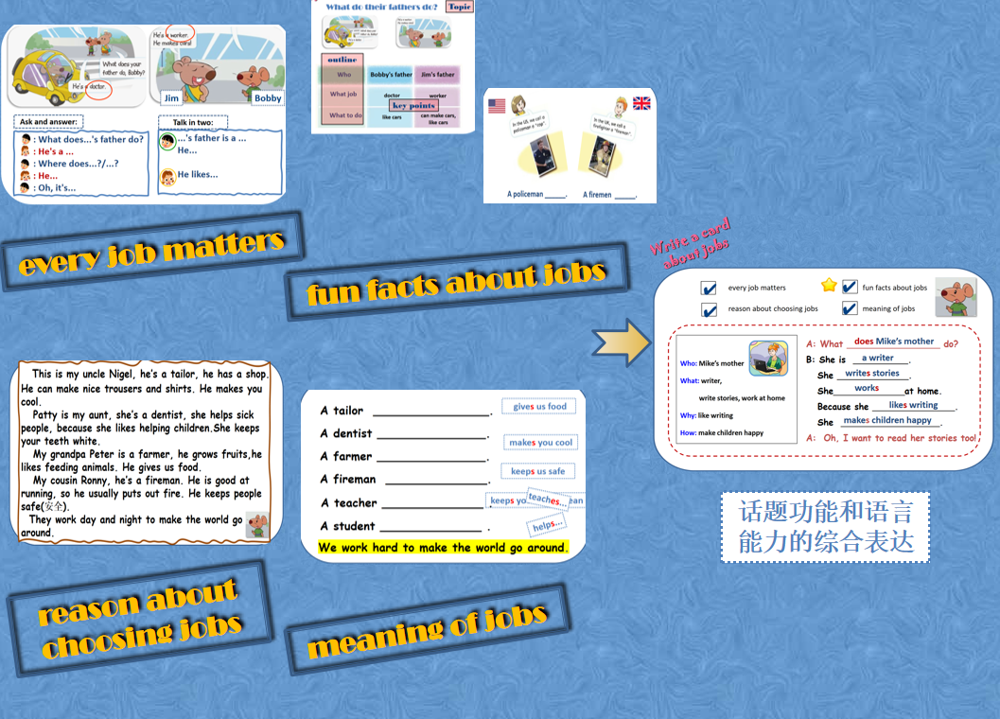 He's a worker.
He makes cars!
What does your
father do, Bobby?
He's a doctor.
Jim
Bobby
Ask and answer:
: What does...'s father do?
: He's a ...
: Where does...?/...?
: He...
: Oh, it's...
Talk in two:
...'s father is a ...
He...
He likes...
What do their fathers do?
Topic
outline
Who
Bobby's father
Jim's father
What job
doctor
worker
key points
What to do
like cars
can make cars,
like cars
In the US, we call a
policeman a "cop".
In the UK, we call a
firefighter a "fireman".
A policeman _____.
A firemen _____.
every job matters
fun facts about jobs
This is my uncle Nigel, he's a tailor, he has a shop.
He can make nice trousers and shirts. He makes you
cool.
Patty is my aunt, she's a dentist, she helps sick
people, because she likes helping children.She keeps
your teeth white.
My grandpa Peter is a farmer, he grows fruits,he
likes feeding animals. He gives us food.
My cousin Ronny, he's a fireman. He is good at
running, so he usually puts out fire. He keeps people
safe(安全).
They work day and night to make the world go
around.
A tailor _______________.
gives us food
A dentist _______________.
makes you cool
A farmer _______________.
keeps us safe
A fireman _______________.
A teacher _______________.
keeps yo
teaches...
ean
A student _______________.
helps...
We work hard to make the world go around.
reason about
choosing jobs
meaning of jobs
Write a card
about jobs
every job matters
fun facts about jobs
reason about choosing jobs
meaning of jobs
Who: Mike's mother
What: writer,
write stories, work at home
Why: like writing
How: make children happy
A: What does Mike's mother do?
B: She is a writer.
She writes stories.
She works at home.
Because she likes writing.
She makes children happy.
A: Oh, I want to read her stories too!
话题功能和语言
能力的综合表达